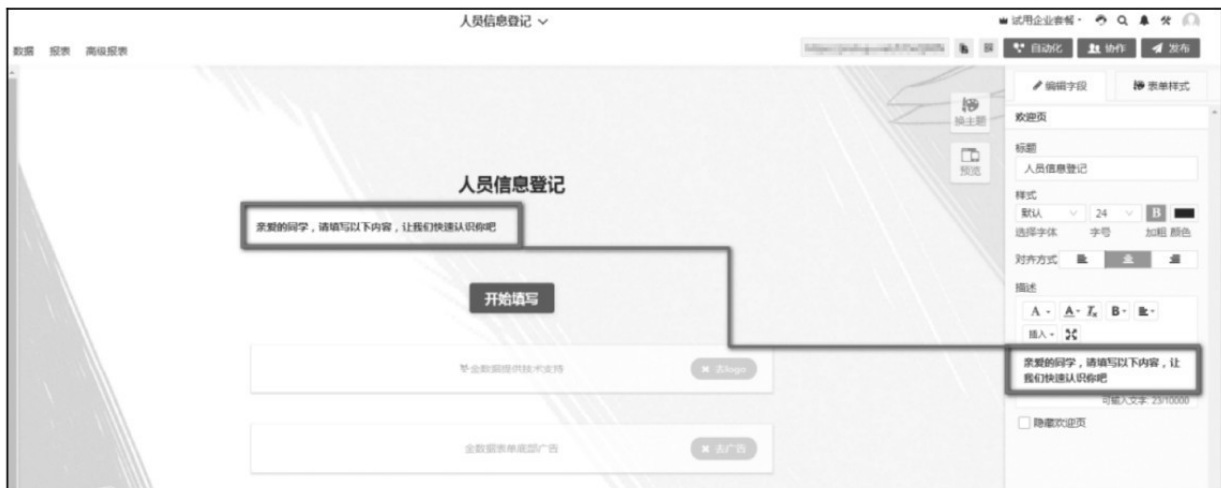 人员信息登记
试用企业套餐
数据 报表 高级报表
自动化 协作 发布
编辑字段 表单样式
换主题
欢迎页
预览
标题
人员信息登记
人员信息登记
样式
默认 24 B
选择字体 字号 加粗 颜色
亲爱的同学，请填写以下内容，让我们快速认识你吧
对齐方式
描述
开始填写
A A Tx B
插入
亲爱的同学，请填写以下内容，让
我们快速认识你吧
可输入文字: 23/10000
隐藏欢迎页
金数据提供技术支持 ✖ 去logo
金数据表单底部广告 ✖ 去广告